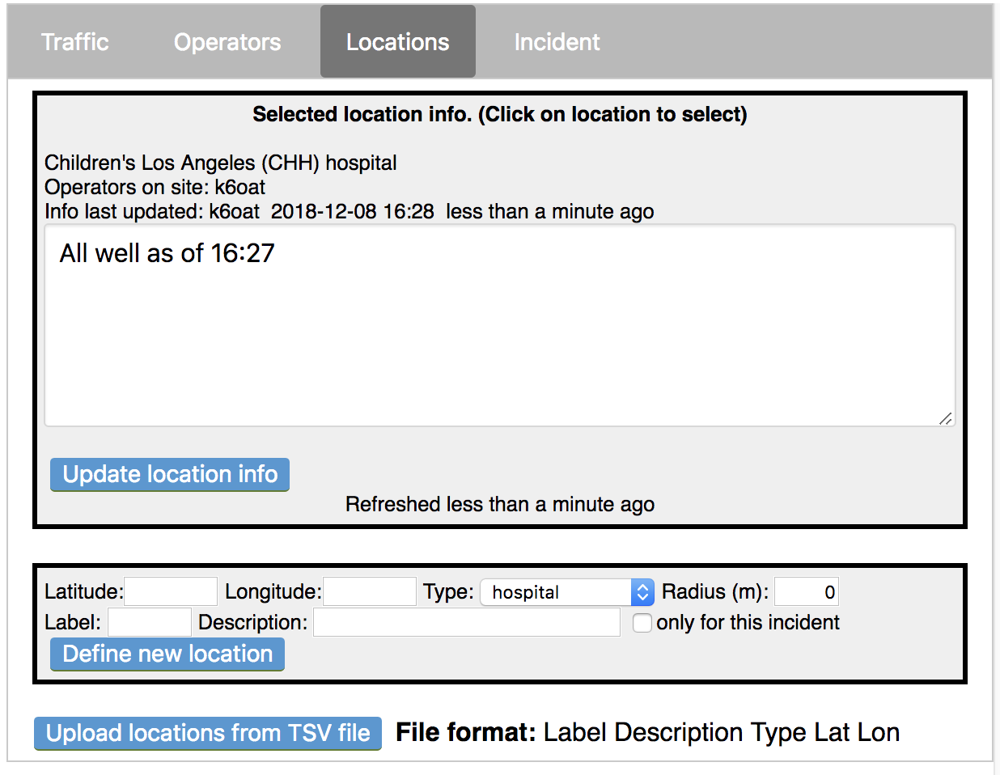 Traffic Operators Locations Incident
Selected location info. (Click on location to select)
Children's Los Angeles (CHH) hospital
Operators on site: k6oat
Info last updated: k6oat 2018-12-08 16:28 less than a minute ago
All well as of 16:27
Update location info
Refreshed less than a minute ago
Latitude: Longitude: Type: hospital Radius (m): 0
Label: Description: only for this incident
Define new location
Upload locations from TSV file File format: Label Description Type Lat Lon